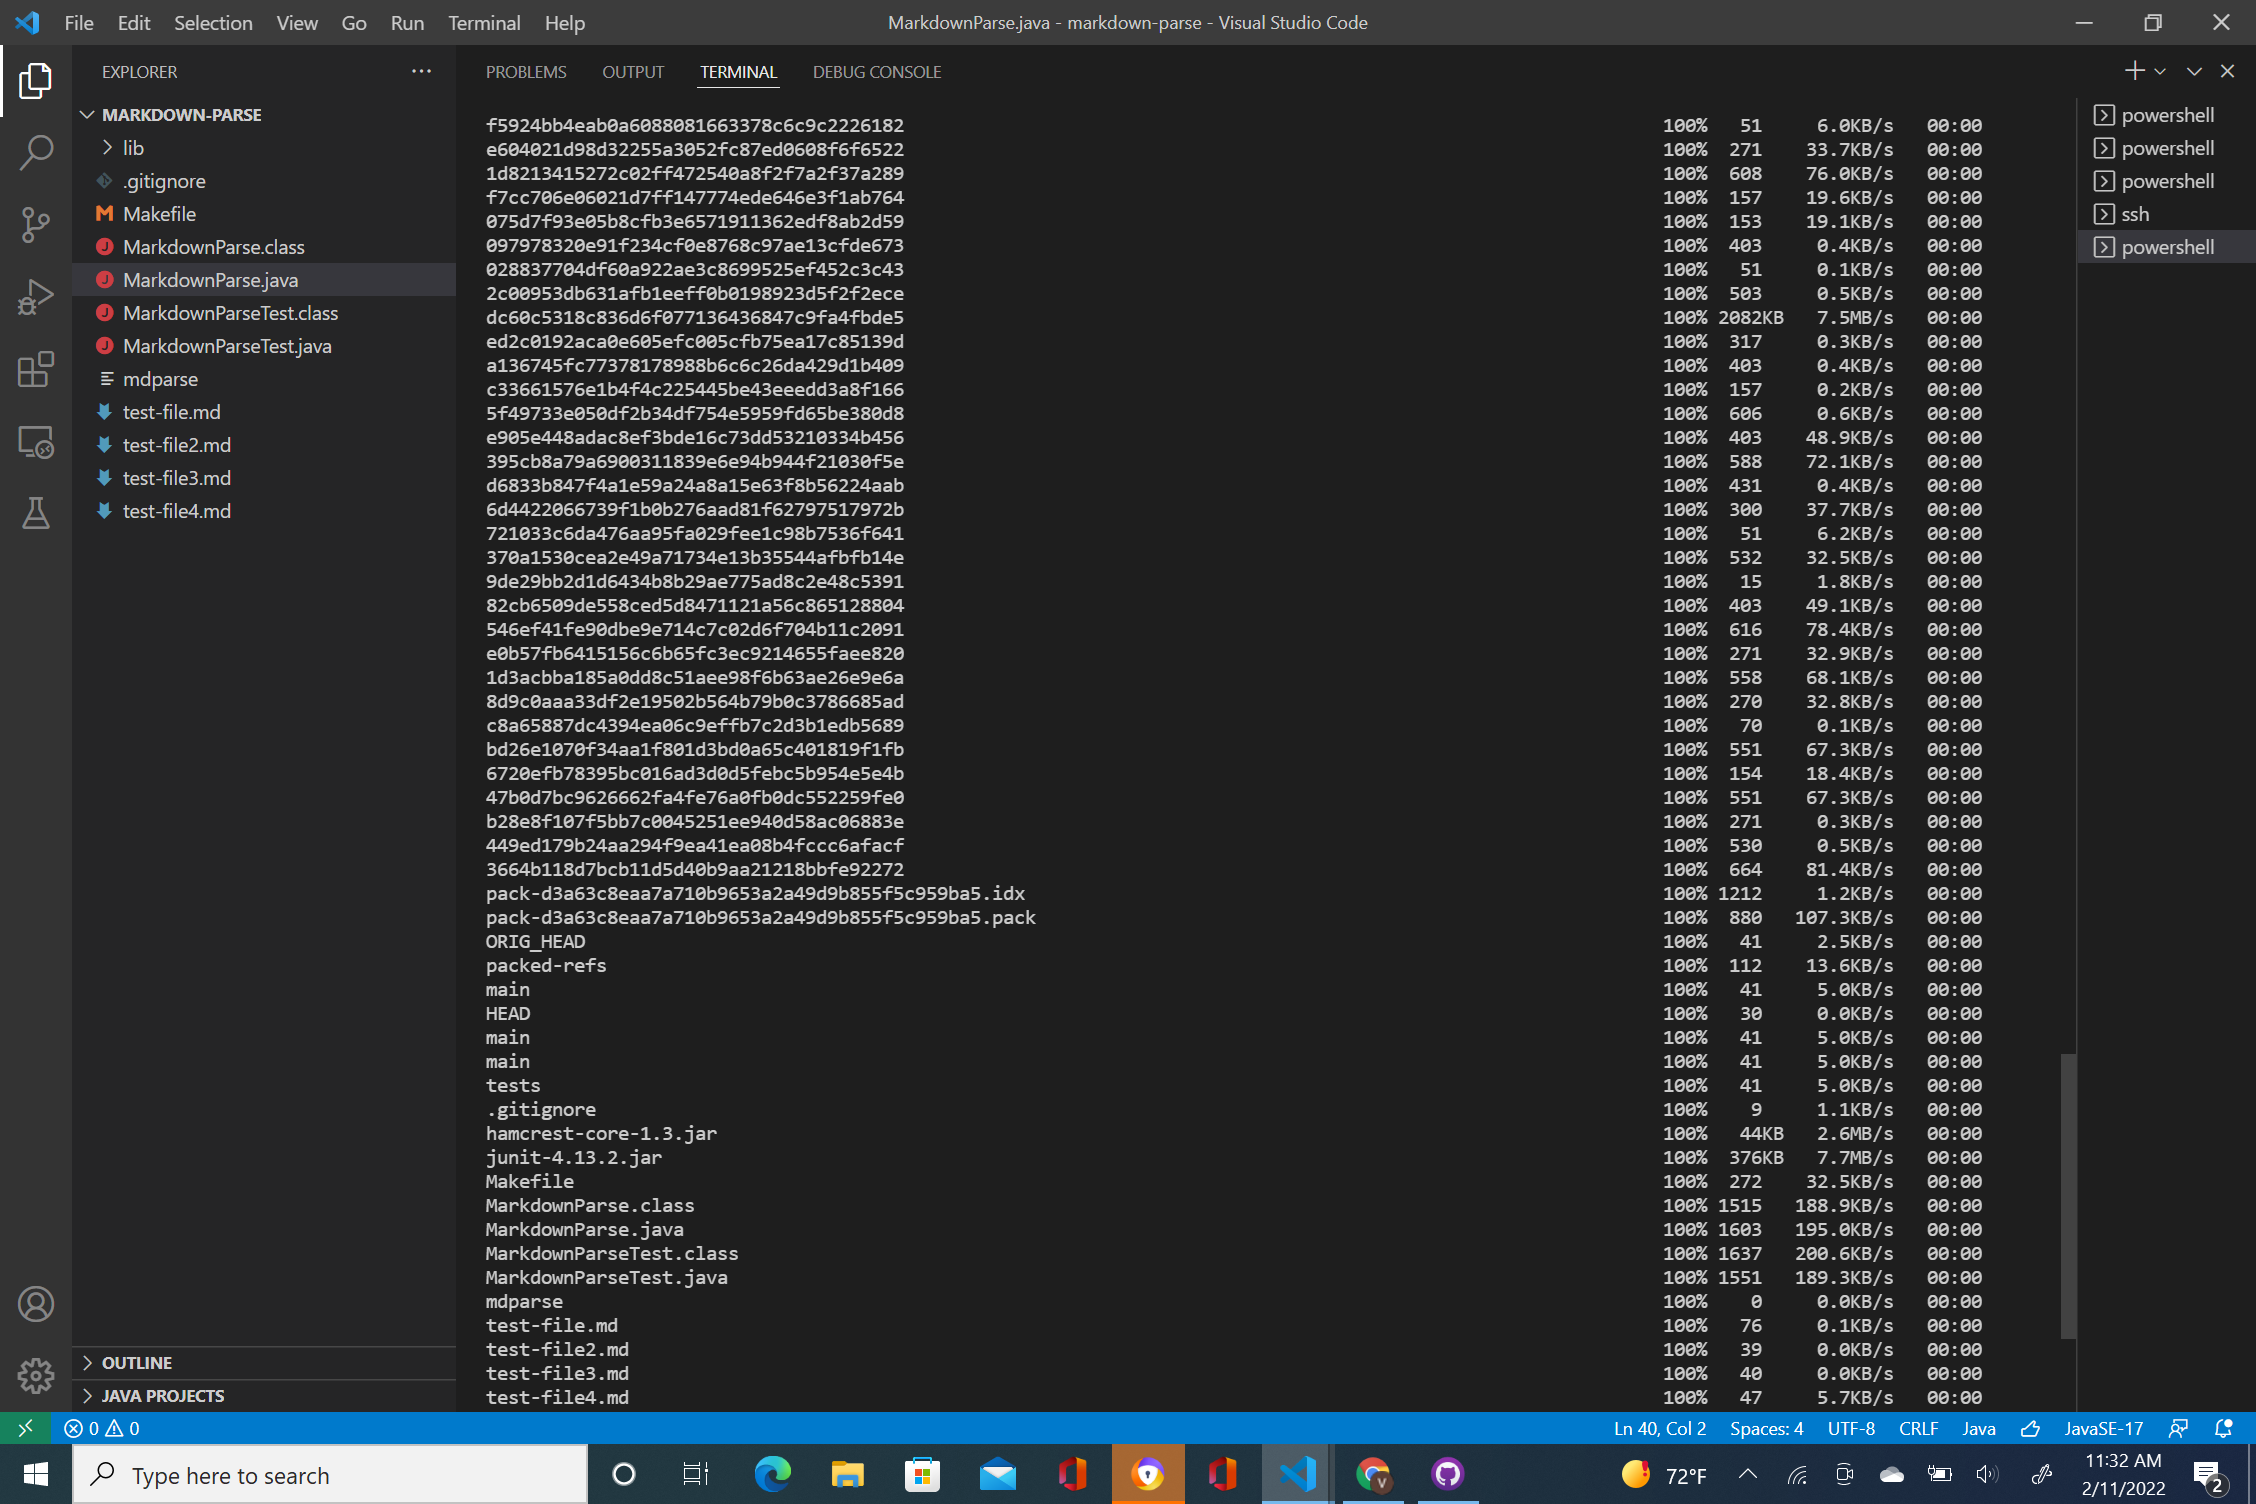 File Edit Selection View Go Run Terminal Help MarkdownParse.java - markdown-parse - Visual Studio Code
EXPLORER
MARKDOWN-PARSE
lib
.gitignore
Makefile
MarkdownParse.class
MarkdownParse.java
MarkdownParseTest.class
MarkdownParseTest.java
mdparse
test-file.md
test-file2.md
test-file3.md
test-file4.md
OUTLINE
JAVA PROJECTS
PROBLEMS OUTPUT TERMINAL DEBUG CONSOLE
f5924bb4eab0a6088081663378c6c9c2226182 100% 51 6.0KB/s 00:00
e604021d98d32255a3052fc87ed0608f6f6522 100% 271 33.7KB/s 00:00
1d8213415272c02ff472540a8f2f7a2f37a289 100% 608 76.0KB/s 00:00
f7cc706e06021d7ff147774ede646e3f1ab764 100% 157 19.6KB/s 00:00
075d7f93e05b8cfb3e6571911362edf8ab2d59 100% 153 19.1KB/s 00:00
097978320e91f234cf0e8768c97ae13cfde673 100% 403 0.4KB/s 00:00
028837704df60a922ae3c8699525ef452c3c43 100% 51 0.1KB/s 00:00
2c00953db631afb1eeff0b0198923d5f2f2ece 100% 503 0.5KB/s 00:00
dc60c5318c836d6f077136436847c9fa4fbde5 100% 2082KB 7.5MB/s 00:00
ed2c0192aca0e605efc005cfb75ea17c85139d 100% 317 0.3KB/s 00:00
a136745fc77378178988b6c6c26da429d1b409 100% 403 0.4KB/s 00:00
c33661576e1b4f4c225445be43eeedd3a8f166 100% 157 0.2KB/s 00:00
5f49733e050df2b34df754e5959fd65be380d8 100% 606 0.6KB/s 00:00
e905e448adac8ef3bde16c73dd53210334b456 100% 403 48.9KB/s 00:00
395cb8a79a6900311839e6e94b944f21030f5e 100% 588 72.1KB/s 00:00
d6833b847f4a1e59a24a8a15e63f8b56224aab 100% 431 0.4KB/s 00:00
6d4422066739f1b0b276aad81f62797517972b 100% 300 37.7KB/s 00:00
721033c6da476aa95fa029fee1c98b7536f641 100% 51 6.2KB/s 00:00
370a1530cea2e49a71734e13b35544afbfb14e 100% 532 32.5KB/s 00:00
9de29bb2d1d6434b8b29ae775ad8c2e48c5391 100% 15 1.8KB/s 00:00
82cb6509de558ced5d8471121a56c865128804 100% 403 49.1KB/s 00:00
546ef41fe90dbe9e714c7c02d6f704b11c2091 100% 616 78.4KB/s 00:00
e0b57fb6415156c6b65fc3ec9214655faee820 100% 271 32.9KB/s 00:00
1d3acbba185a0dd8c51aee98f6b63ae26e9e6a 100% 558 68.1KB/s 00:00
8d9c0aaa33df2e19502b564b79b0c3786685ad 100% 270 32.8KB/s 00:00
c8a65887dc4394ea06c9effb7c2d3b1edb5689 100% 70 0.1KB/s 00:00
bd26e1070f34aa1f801d3bd0a65c401819f1fb 100% 551 67.3KB/s 00:00
6720efb78395bc016ad3d0d5febc5b954e5e4b 100% 154 18.4KB/s 00:00
47b0d7bc9626662fa4fe76a0fb0dc552259fe0 100% 551 67.3KB/s 00:00
b28e8f107f5bb7c0045251ee940d58ac06883e 100% 271 0.3KB/s 00:00
449ed179b24aa294f9ea41ea08b4fccc6afacf 100% 530 0.5KB/s 00:00
3664b118d7bcb11d5d40b9aa21218bbfe92272 100% 664 81.4KB/s 00:00
pack-d3a63c8eaa7a710b9653a2a49d9b855f5c959ba5.idx 100% 1212 1.2KB/s 00:00
pack-d3a63c8eaa7a710b9653a2a49d9b855f5c959ba5.pack 100% 880 107.3KB/s 00:00
ORIG_HEAD 100% 41 2.5KB/s 00:00
packed-refs 100% 112 13.6KB/s 00:00
main 100% 41 5.0KB/s 00:00
HEAD 100% 30 0.0KB/s 00:00
main 100% 41 5.0KB/s 00:00
main 100% 41 5.0KB/s 00:00
tests 100% 41 5.0KB/s 00:00
.gitignore 100% 9 1.1KB/s 00:00
hamcrest-core-1.3.jar 100% 44KB 2.6MB/s 00:00
junit-4.13.2.jar 100% 376KB 7.7MB/s 00:00
Makefile 100% 272 32.5KB/s 00:00
MarkdownParse.class 100% 1515 188.9KB/s 00:00
MarkdownParse.java 100% 1603 195.0KB/s 00:00
MarkdownParseTest.class 100% 1637 200.6KB/s 00:00
MarkdownParseTest.java 100% 1551 189.3KB/s 00:00
mdparse 100% 0 0.0KB/s 00:00
test-file.md 100% 76 0.1KB/s 00:00
test-file2.md 100% 39 0.0KB/s 00:00
test-file3.md 100% 40 0.0KB/s 00:00
test-file4.md 100% 47 5.7KB/s 00:00
powershell
powershell
powershell
ssh
powershell
0 0 Ln 40, Col 2 Spaces: 4 UTF-8 CRLF Java JavaSE-17
Type here to search 72°F 11:32 AM
2/11/2022
2